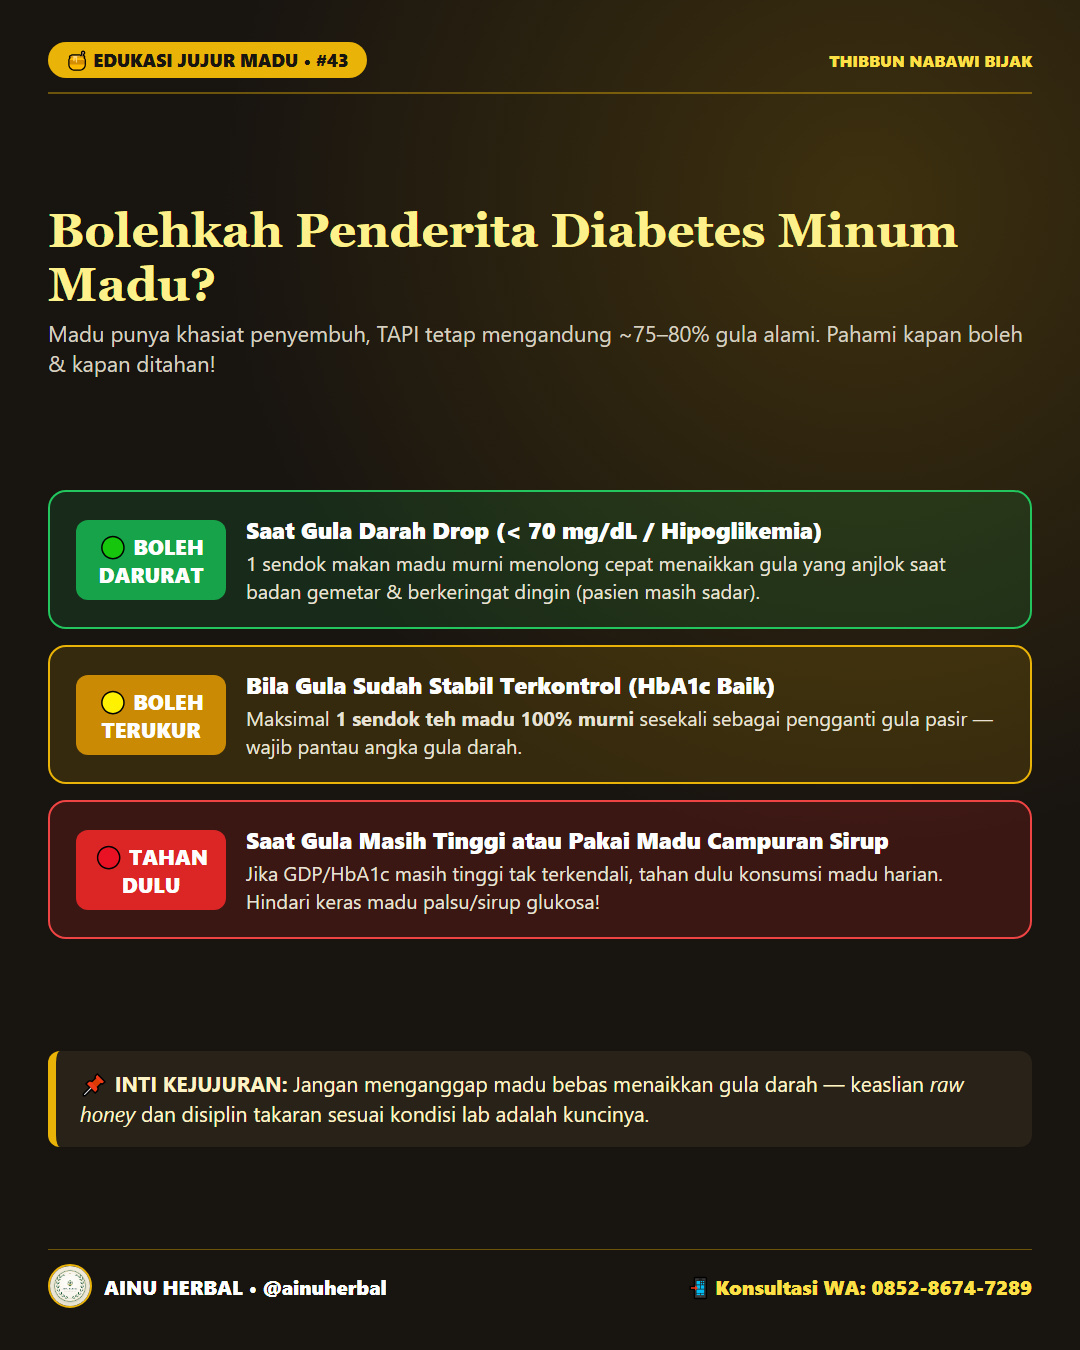 🍯 EDUKASI JUJUR MADU • #43
THIBBUN NABAWI BIJAK
Bolehkah Penderita Diabetes Minum
Madu?
Madu punya khasiat penyembuh, TAPI tetap mengandung ~75–80% gula alami. Pahami kapan boleh
& kapan ditahan!
🟢 BOLEH
DARURAT
Saat Gula Darah Drop (< 70 mg/dL / Hipoglikemia)
1 sendok makan madu murni menolong cepat menaikkan gula yang anjlok saat
badan gemetar & berkeringat dingin (pasien masih sadar).
🟡 BOLEH
TERUKUR
Bila Gula Sudah Stabil Terkontrol (HbA1c Baik)
Maksimal 1 sendok teh madu 100% murni sesekali sebagai pengganti gula pasir —
wajib pantau angka gula darah.
🔴 TAHAN
DULU
Saat Gula Masih Tinggi atau Pakai Madu Campuran Sirup
Jika GDP/HbA1c masih tinggi tak terkendali, tahan dulu konsumsi madu harian.
Hindari keras madu palsu/sirup glukosa!
📌 INTI KEJUJURAN: Jangan menganggap madu bebas menaikkan gula darah — keaslian raw
honey dan disiplin takaran sesuai kondisi lab adalah kuncinya.
AINU HERBAL • @ainuherbal
📲 Konsultasi WA: 0852-8674-7289